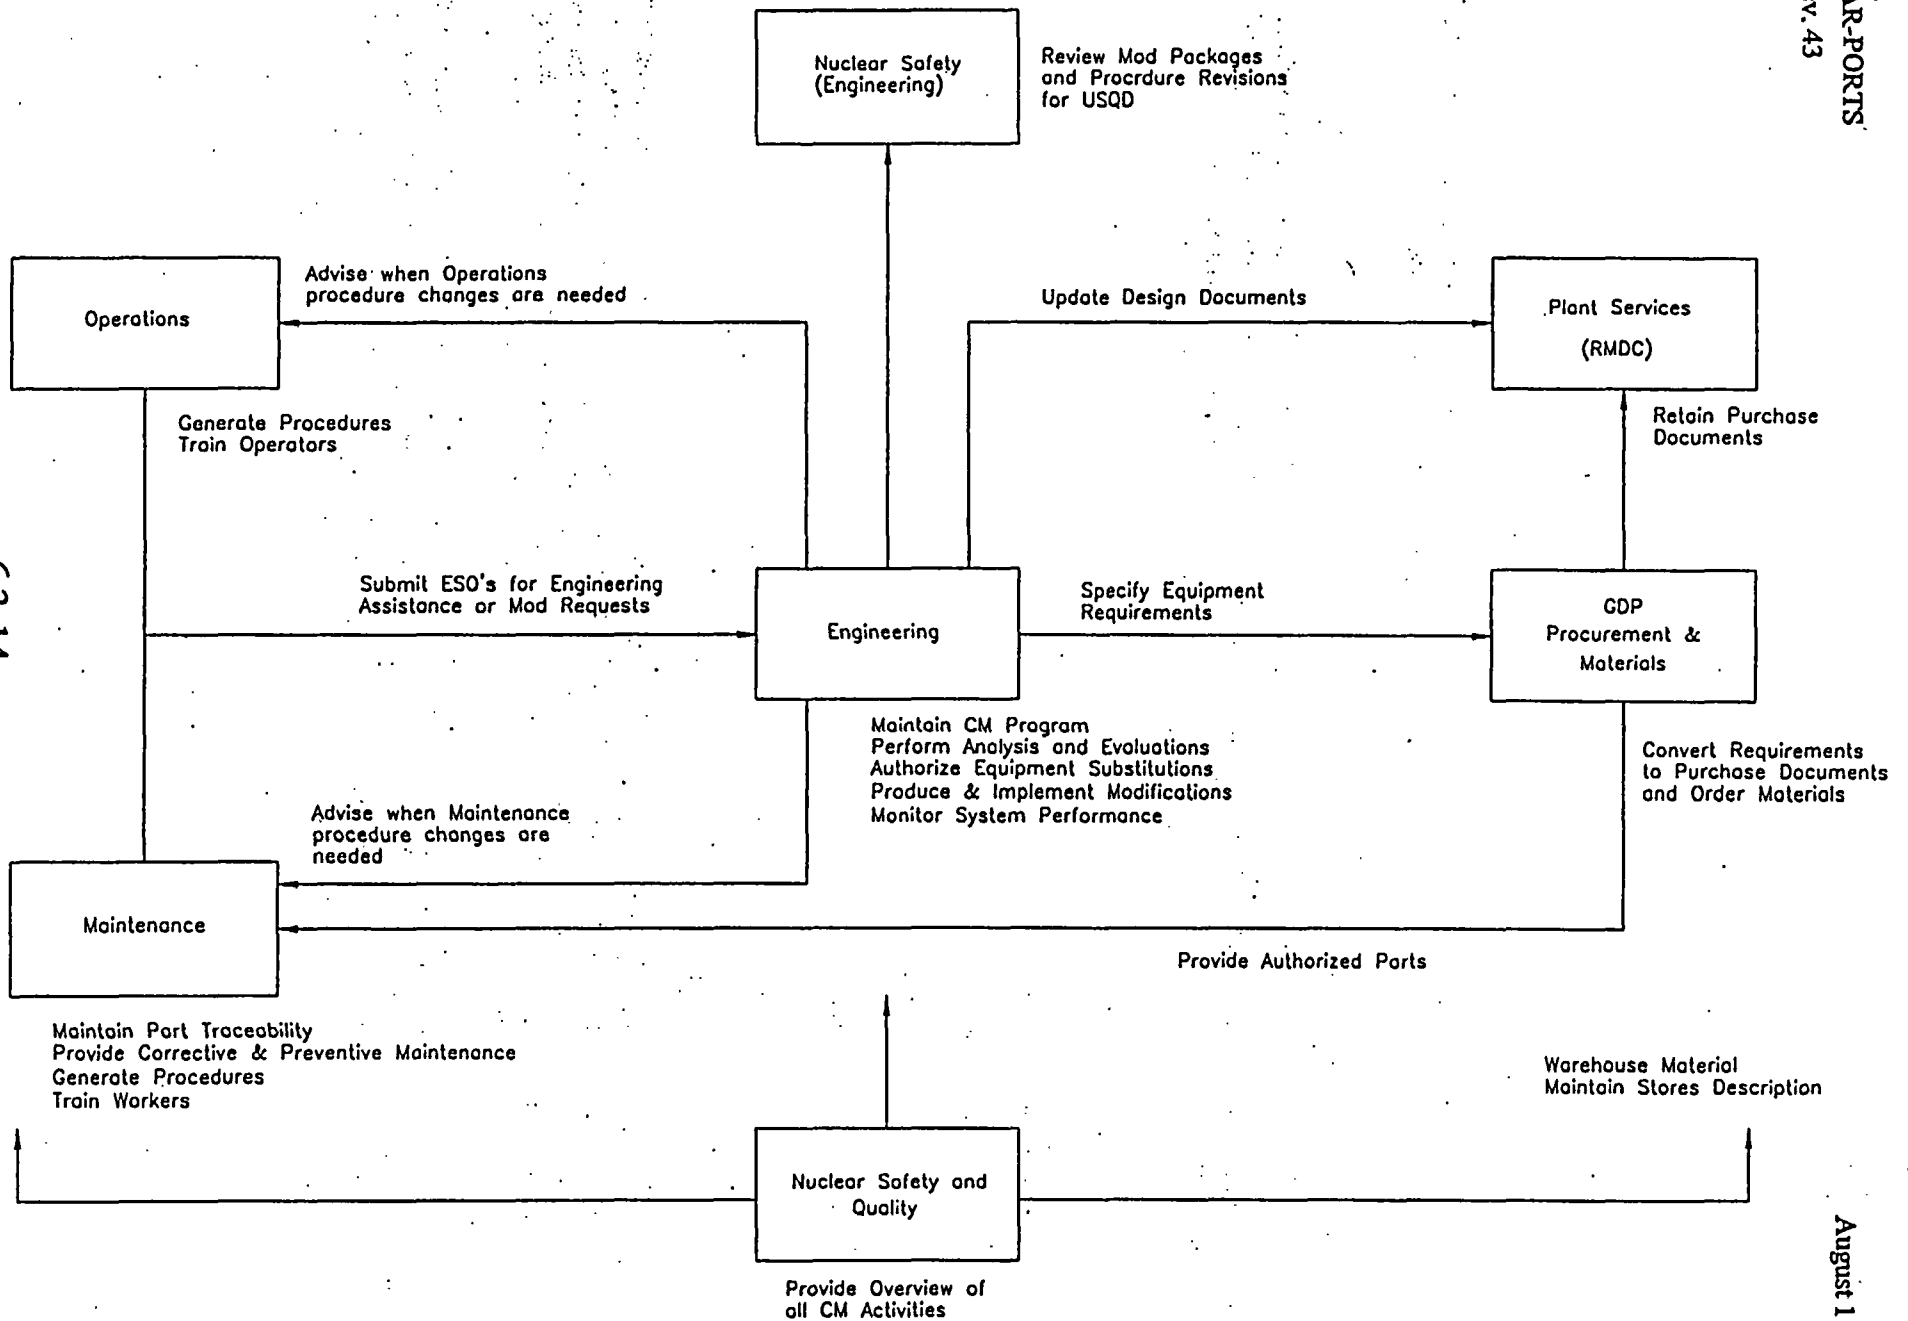 AR-PORTS
v. 43
Nuclear Safety
(Engineering)
Review Mod Packages
and Procrdure Revisions
for USQD
Operations
Advise when Operations
procedure changes are needed
Update Design Documents
Plant Services
(RMDC)
Generate Procedures
Train Operators
Retain Purchase
Documents
Submit ESO's for Engineering
Assistance or Mod Requests
Engineering
Specify Equipment
Requirements
GDP
Procurement &
Materials
Maintain CM Program
Perform Analysis and Evaluations
Authorize Equipment Substitutions
Produce & Implement Modifications
Monitor System Performance
Convert Requirements
to Purchase Documents
and Order Materials
Advise when Maintenance
procedure changes are
needed
Maintenance
Provide Authorized Parts
Maintain Part Traceability
Provide Corrective & Preventive Maintenance
Generate Procedures
Train Workers
Warehouse Material
Maintain Stores Description
Nuclear Safety and
Quality
Provide Overview of
all CM Activities
August 1